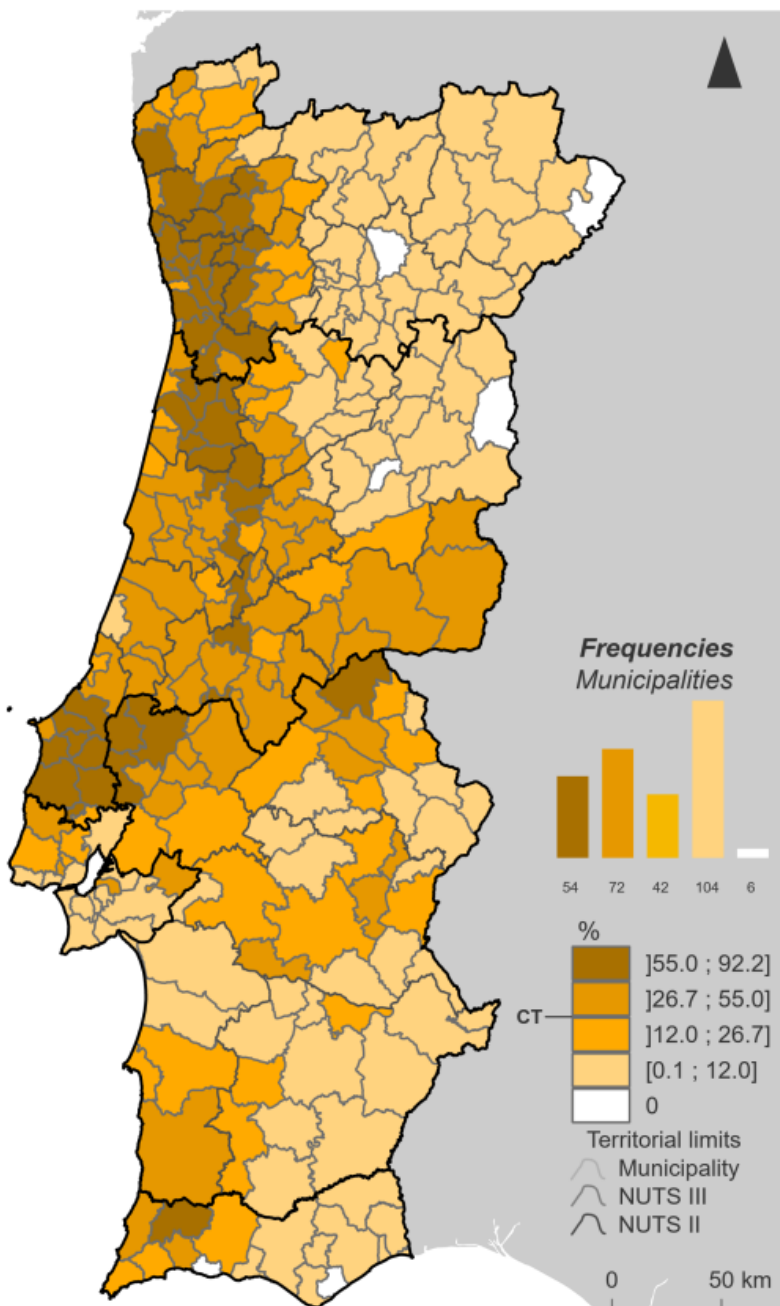 Frequencies
Municipalities
54 72 42 104 6
%
]55.0 ; 92.2]
]26.7 ; 55.0]
CT
]12.0 ; 26.7]
[0.1 ; 12.0]
0
Territorial limits
Municipality
NUTS III
NUTS II
0 50 km